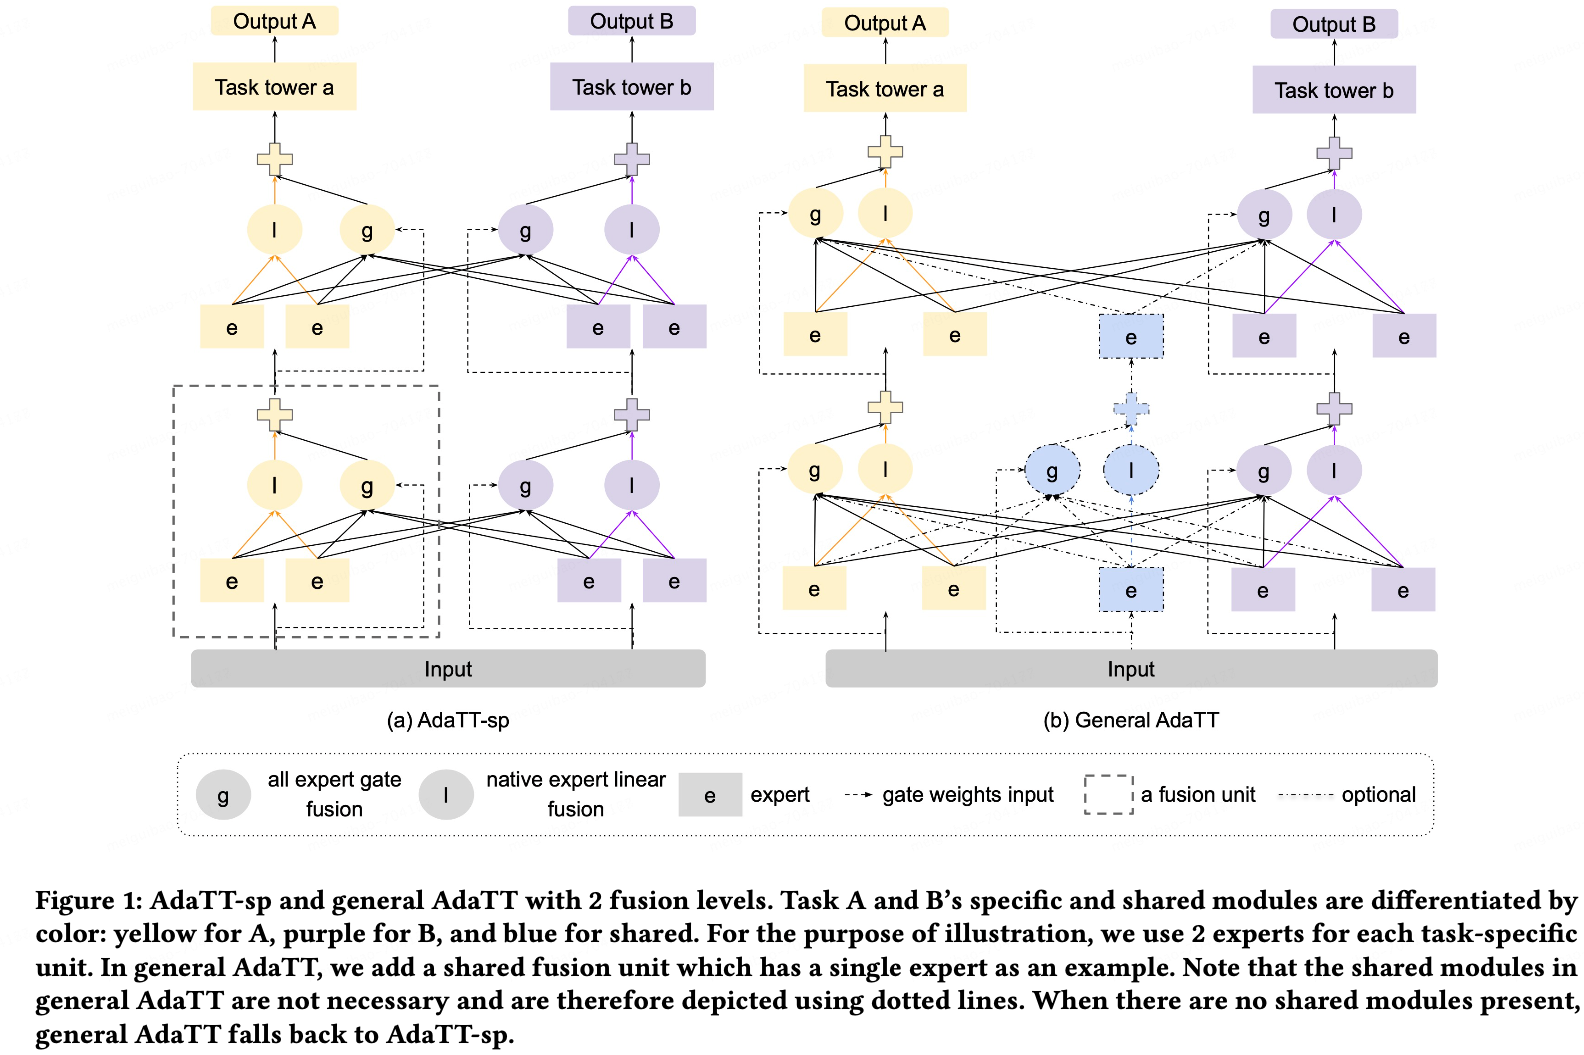 Output A
Output B
Task tower a
Task tower b
l
g
g
l
e
e
e
e
l
g
g
l
e
e
e
e
Input
(a) AdaTT-sp
Output A
Output B
Task tower a
Task tower b
g
l
g
l
e
e
e
e
e
g
l
g
l
g
l
e
e
e
e
e
Input
(b) General AdaTT
g
all expert gate
fusion
l
native expert linear
fusion
e
expert
gate weights input
a fusion unit
optional
Figure 1: AdaTT-sp and general AdaTT with 2 fusion levels. Task A and B’s specific and shared modules are differentiated by
color: yellow for A, purple for B, and blue for shared. For the purpose of illustration, we use 2 experts for each task-specific
unit. In general AdaTT, we add a shared fusion unit which has a single expert as an example. Note that the shared modules in
general AdaTT are not necessary and are therefore depicted using dotted lines. When there are no shared modules present,
general AdaTT falls back to AdaTT-sp.